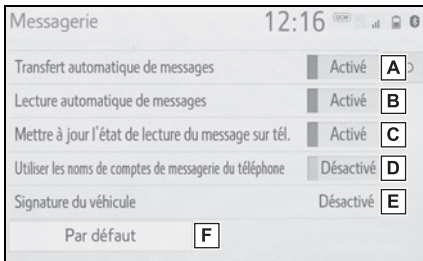 Messagerie 12:16 DCM
Transfert automatique de messages Activé A
Lecture automatique de messages Activé B
Mettre à jour l'état de lecture du message sur tél. Activé C
Utiliser les noms de comptes de messagerie du téléphone Désactivé D
Signature du véhicule Désactivé E
Par défaut F